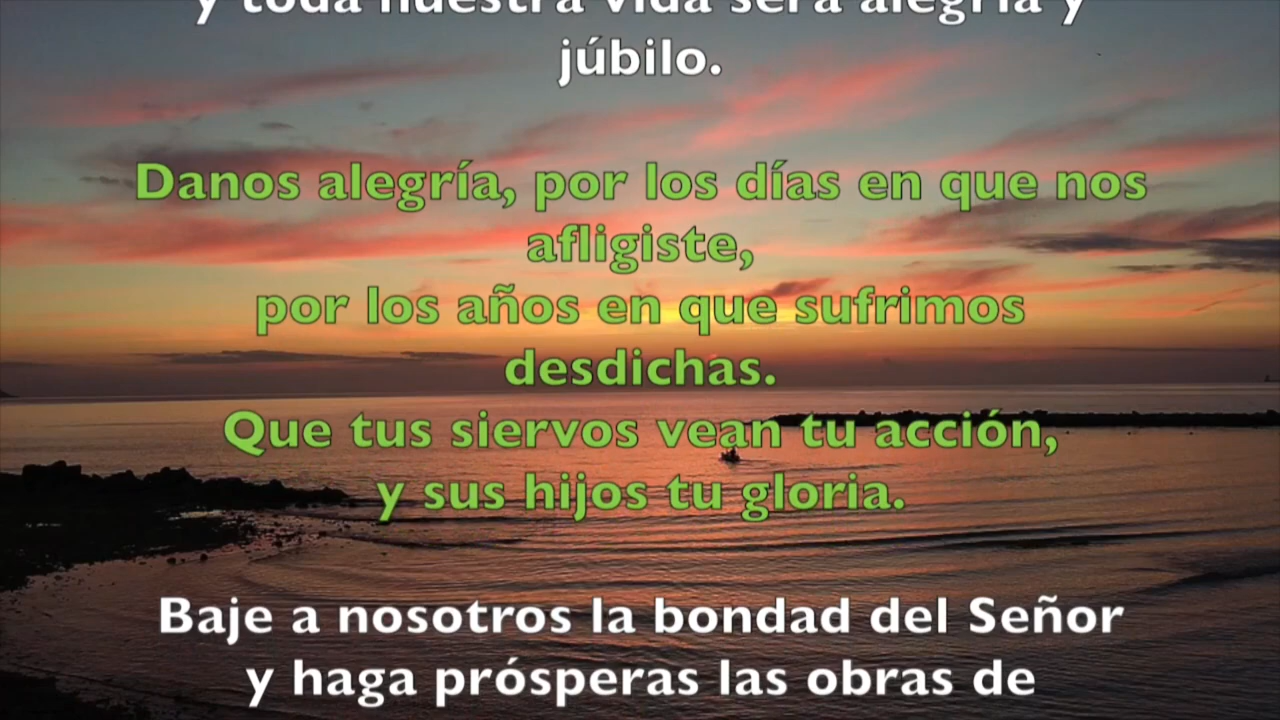 y toda nuestra vida será alegría y
júbilo.
Danos alegría, por los días en que nos
afligiste,
por los años en que sufrimos
desdichas.
Que tus siervos vean tu acción,
y sus hijos tu gloria.
Baje a nosotros la bondad del Señor
y haga prósperas las obras de